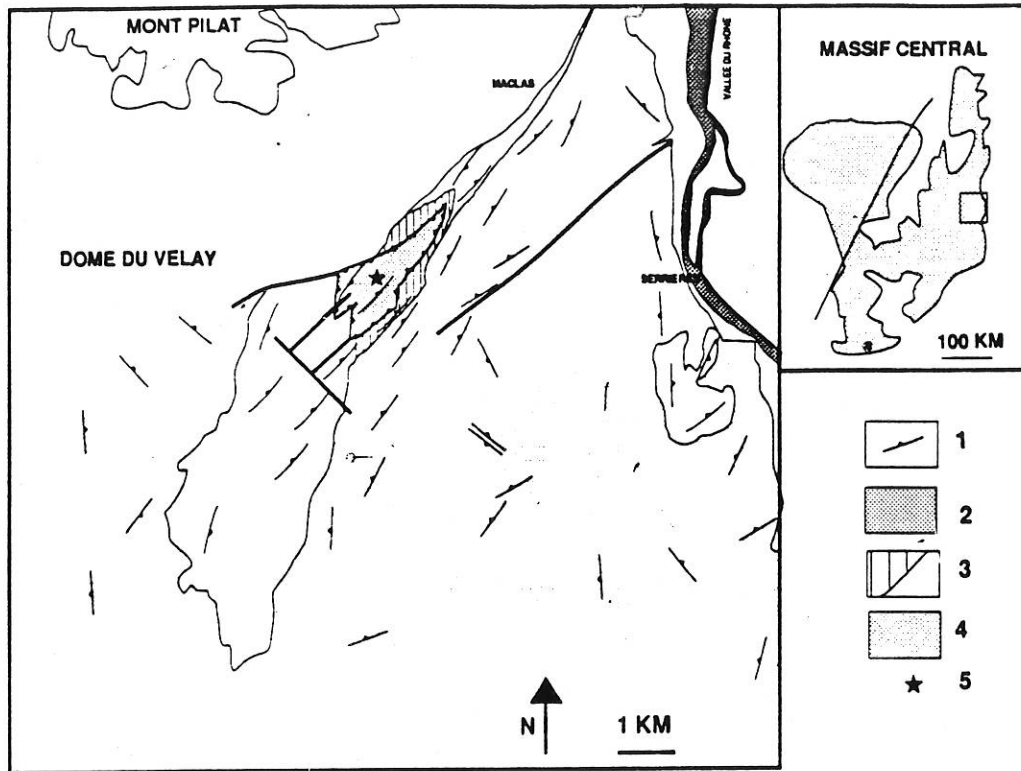 MONT PILAT
MACLAS
VALLEE DU RHONE
DOME DU VELAY
N
1 KM
MASSIF CENTRAL
100 KM
1
2
3
4
5